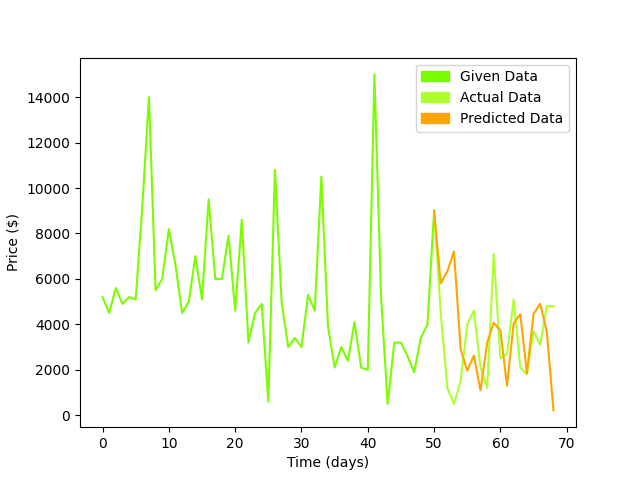 Given Data
Actual Data
Predicted Data
14000
12000
10000
8000
6000
4000
2000
0
Price ($)
0 10 20 30 40 50 60 70
Time (days)